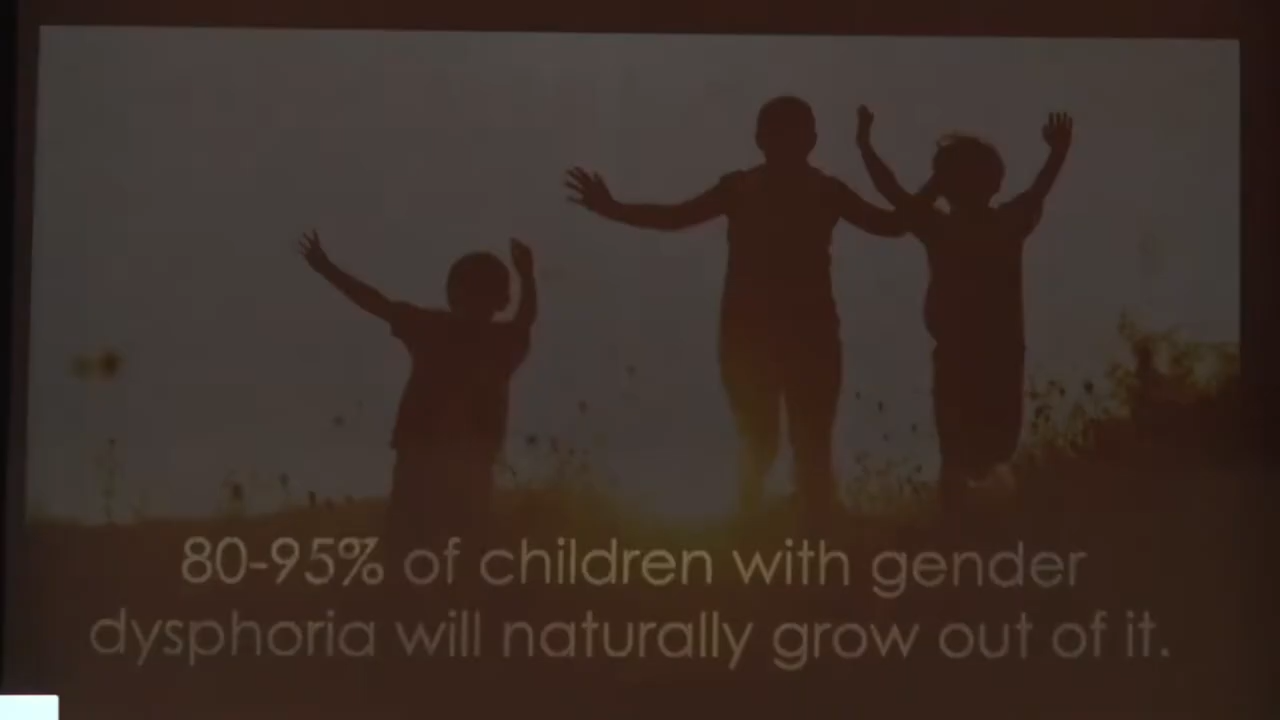 80-95% of children with gender
dysphoria will naturally grow out of it.